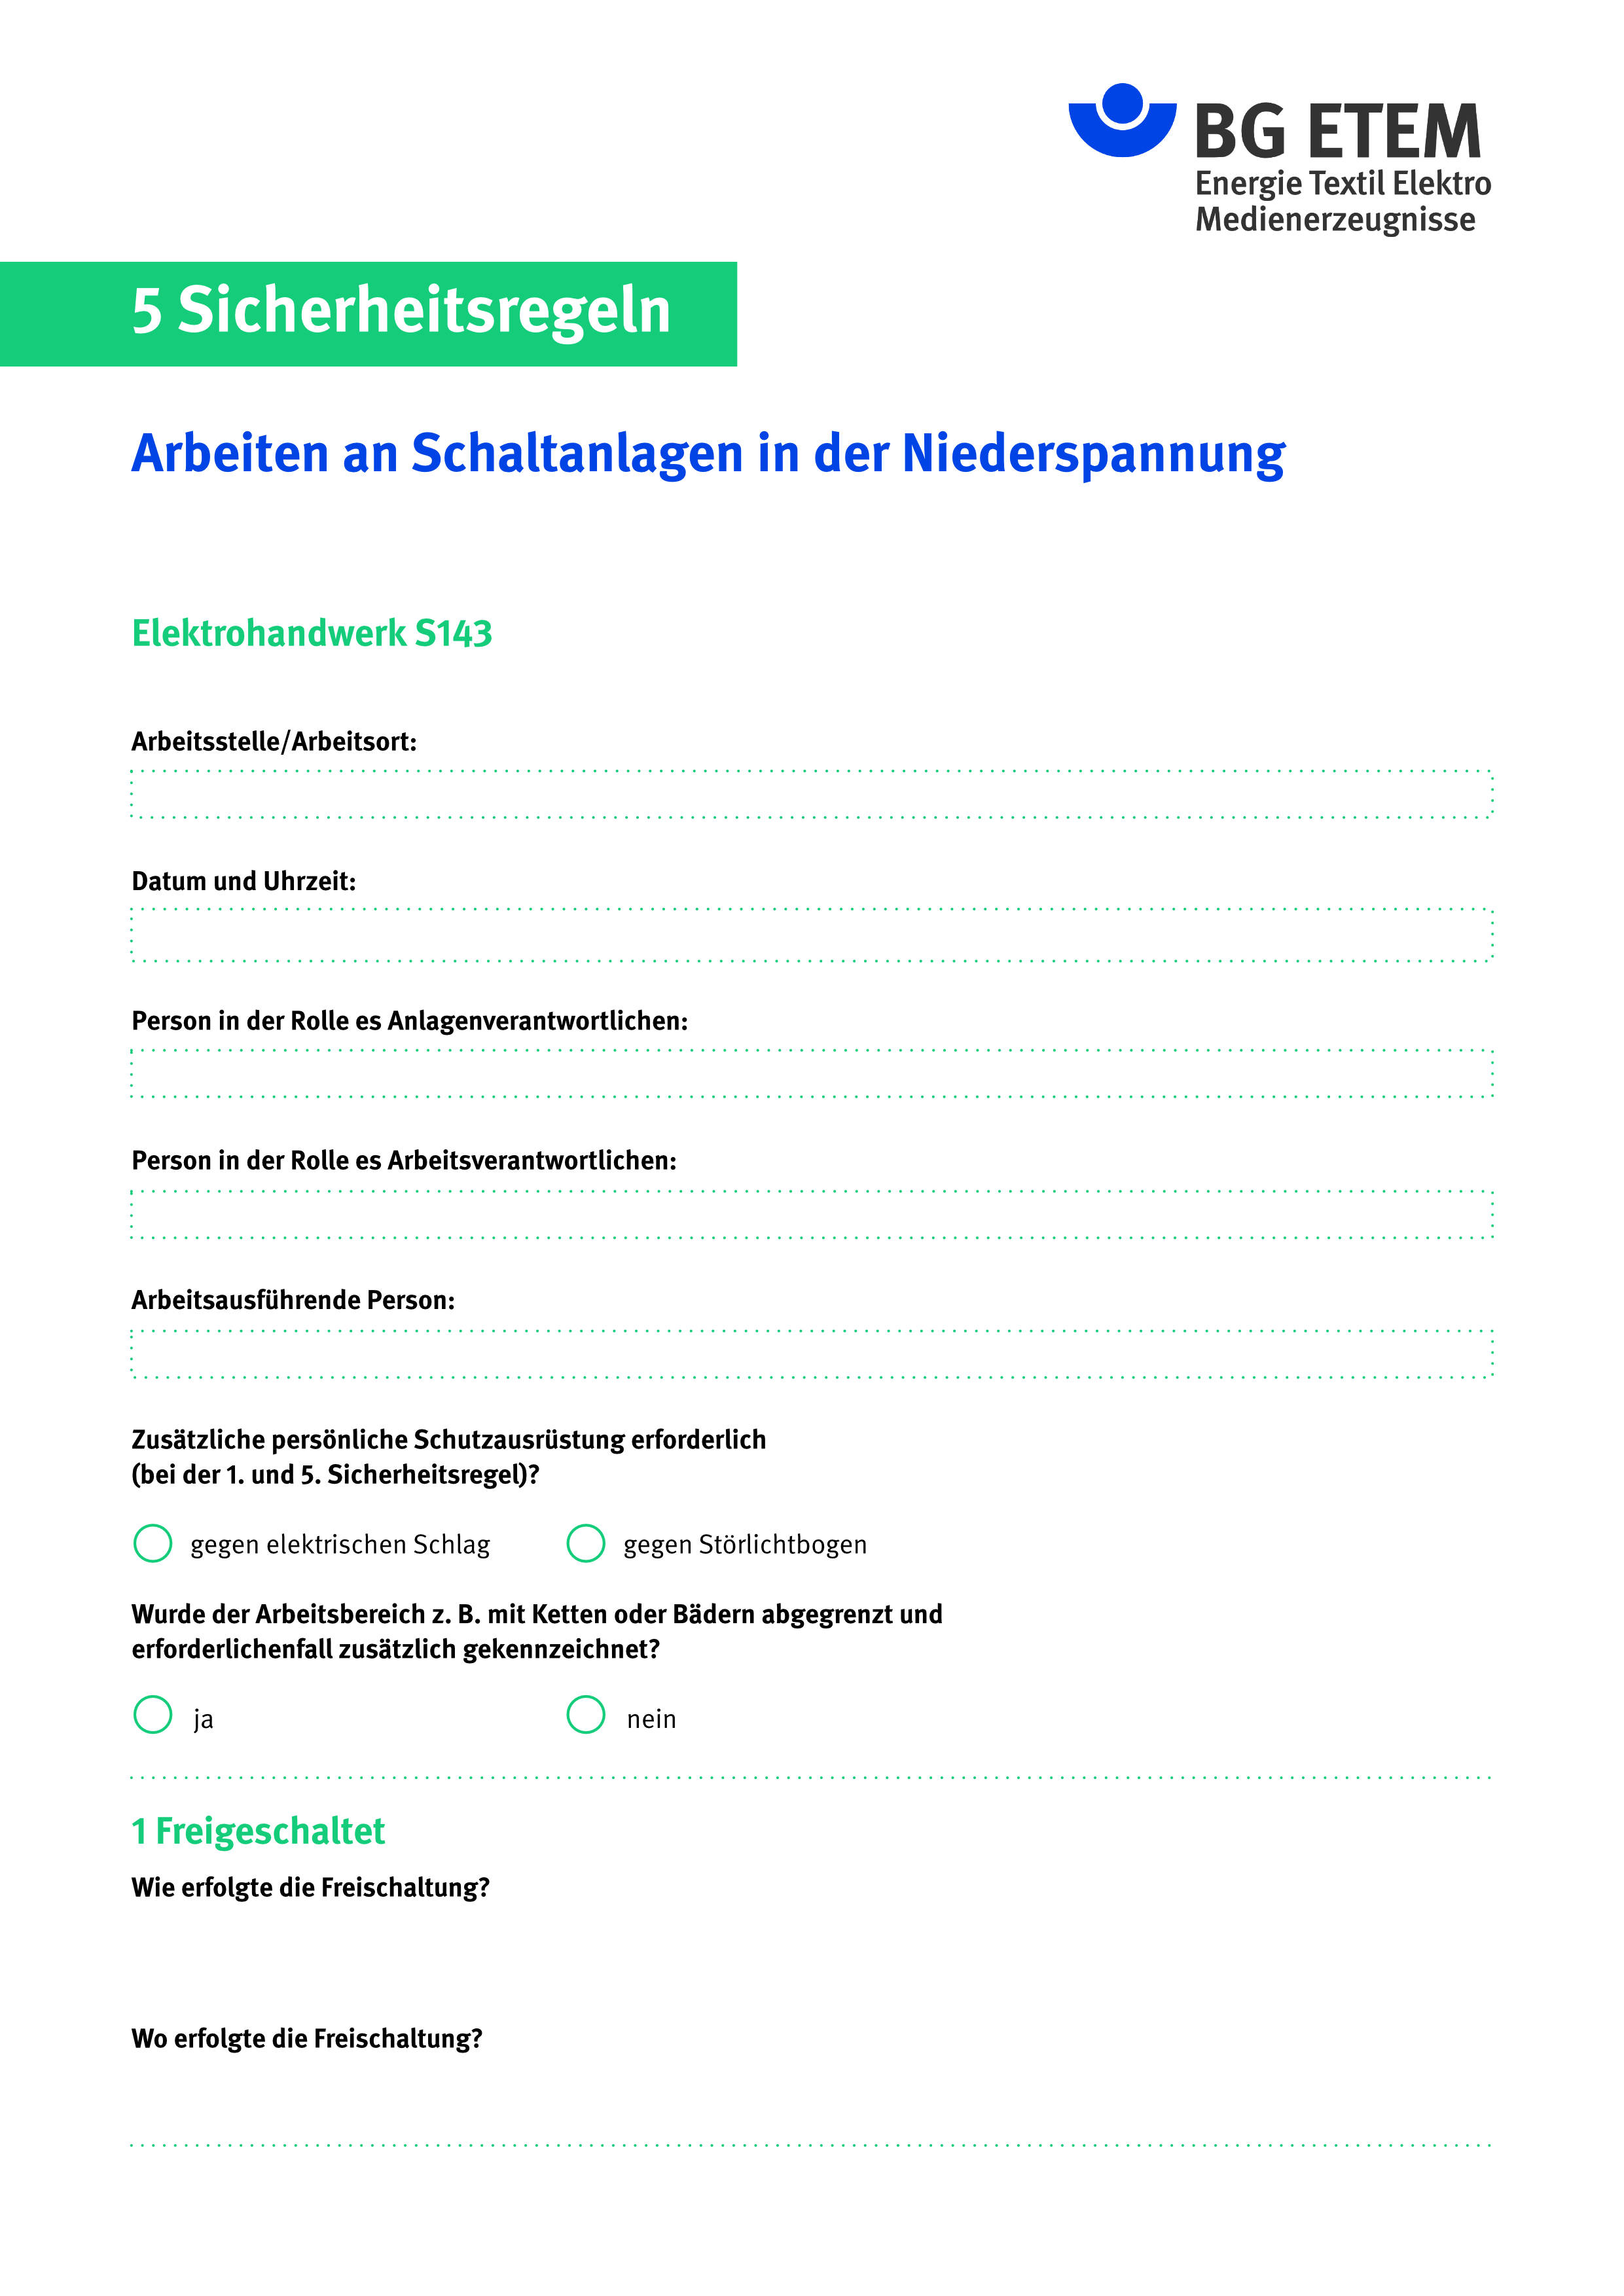 BG ETEM
Energie Textil Elektro
Medienerzeugnisse
5 Sicherheitsregeln
Arbeiten an Schaltanlagen in der Niederspannung
Elektrohandwerk S143
Arbeitsstelle/Arbeitsort:
Datum und Uhrzeit:
Person in der Rolle es Anlagenverantwortlichen:
Person in der Rolle es Arbeitsverantwortlichen:
Arbeitsausführende Person:
Zusätzliche persönliche Schutzausrüstung erforderlich
(bei der 1. und 5. Sicherheitsregel)?
gegen elektrischen Schlag gegen Störlichtbogen
Wurde der Arbeitsbereich z. B. mit Ketten oder Bädern abgegrenzt und
erforderlichenfall zusätzlich gekennzeichnet?
ja nein
1 Freigeschaltet
Wie erfolgte die Freischaltung?
Wo erfolgte die Freischaltung?